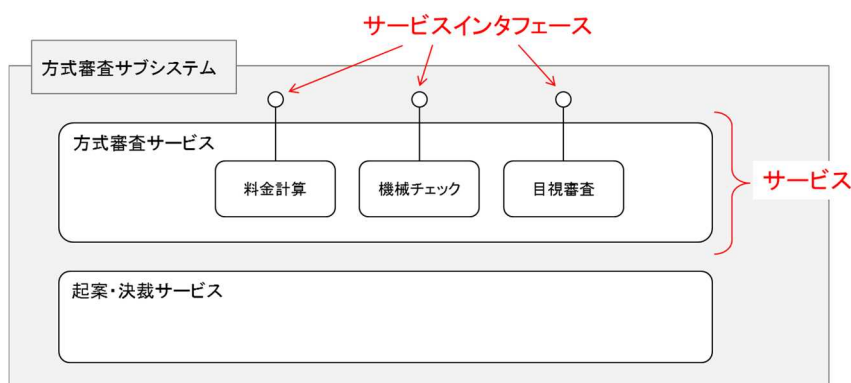 サービスインタフェース
方式審査サブシステム
方式審査サービス
料金計算
機械チェック
目視審査
サービス
起案・決裁サービス